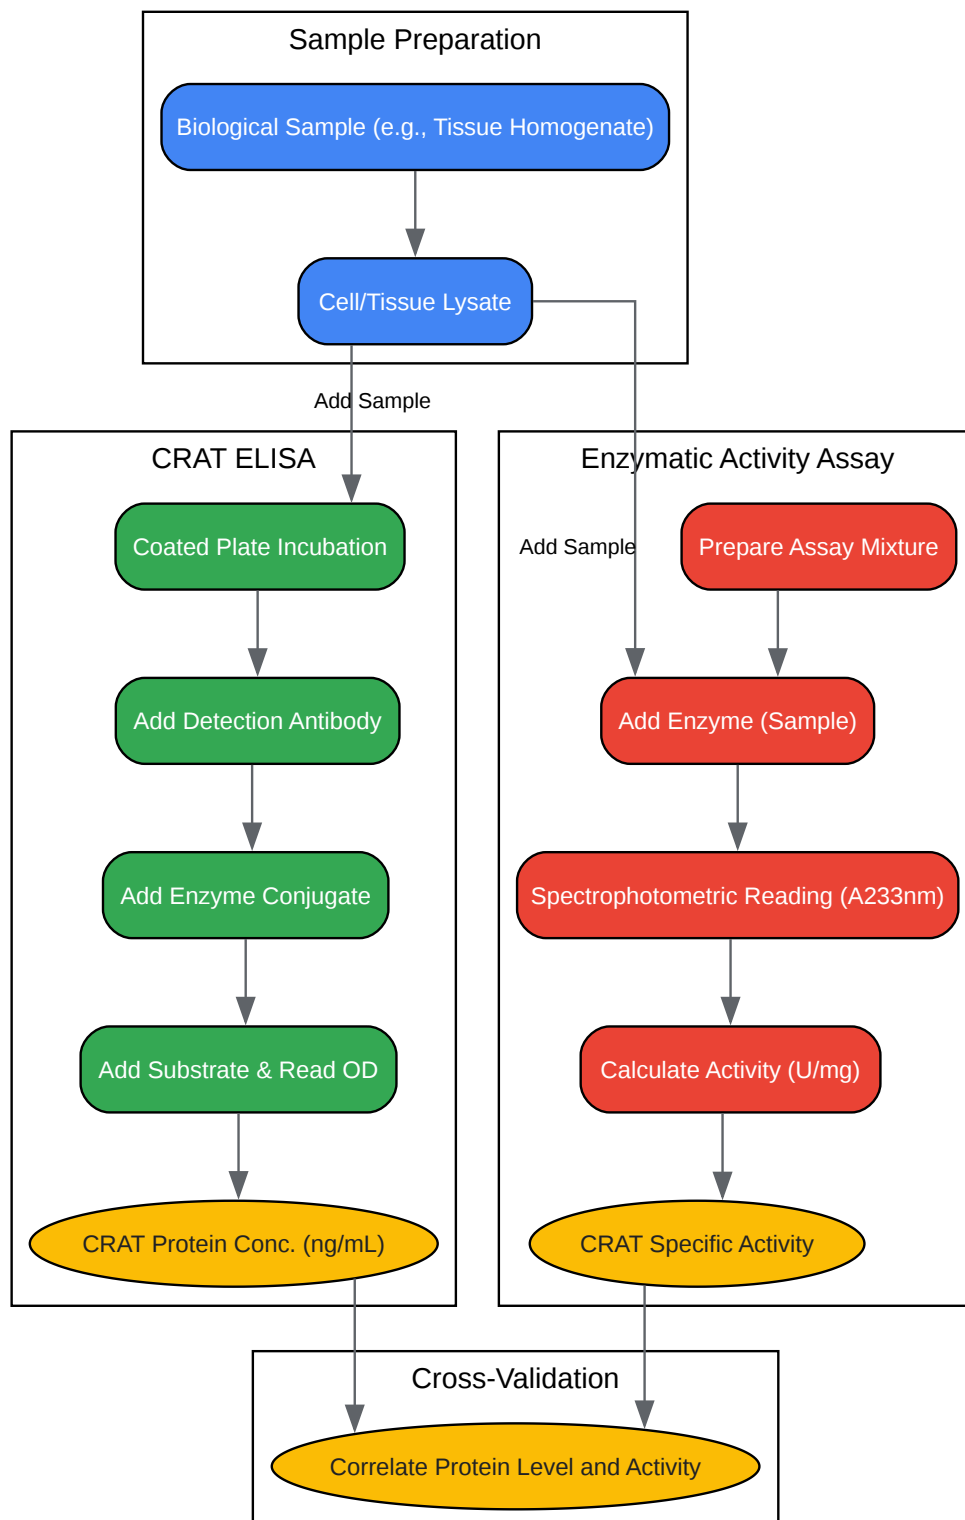 Sample Preparation
Biological Sample (e.g., Tissue Homogenate)
Cell/Tissue Lysate
Add Sample
CRAT ELISA
Coated Plate Incubation
Add Detection Antibody
Add Enzyme Conjugate
Add Substrate & Read OD
CRAT Protein Conc. (ng/mL)
Enzymatic Activity Assay
Add Sample
Prepare Assay Mixture
Add Enzyme (Sample)
Spectrophotometric Reading (A233nm)
Calculate Activity (U/mg)
CRAT Specific Activity
Cross-Validation
Correlate Protein Level and Activity